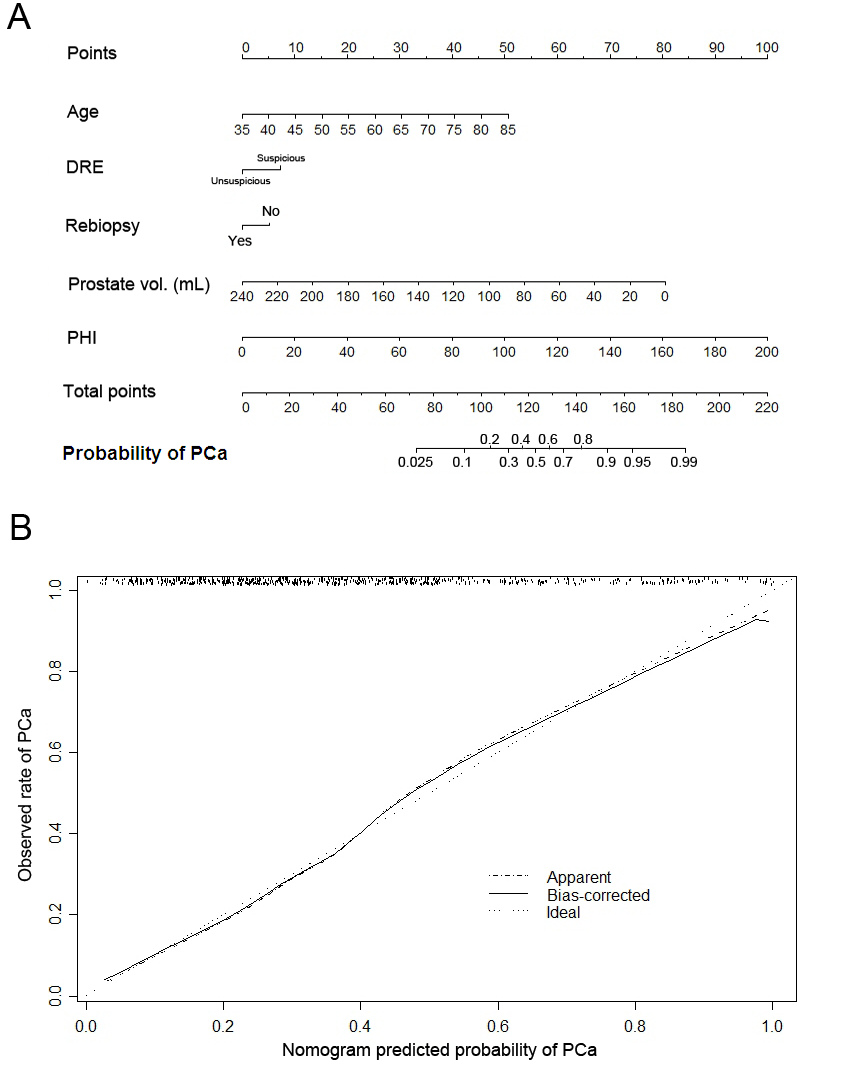 A
Points 0 10 20 30 40 50 60 70 80 90 100
Age
35 40 45 50 55 60 65 70 75 80 85
Suspicious
DRE
Unsuspicious
No
Rebiopsy
Yes
Prostate vol. (mL)
240 220 200 180 160 140 120 100 80 60 40 20 0
PHI
0 20 40 60 80 100 120 140 160 180 200
Total points
0 20 40 60 80 100 120 140 160 180 200 220
0.2 0.4 0.6 0.8
Probability of PCa
0.025 0.1 0.3 0.5 0.7 0.9 0.95 0.99
B
1.0
0.8
0.6
0.4
0.2
0.0
Observed rate of PCa
Apparent
Bias-corrected
Ideal
0.0 0.2 0.4 0.6 0.8 1.0
Nomogram predicted probability of PCa